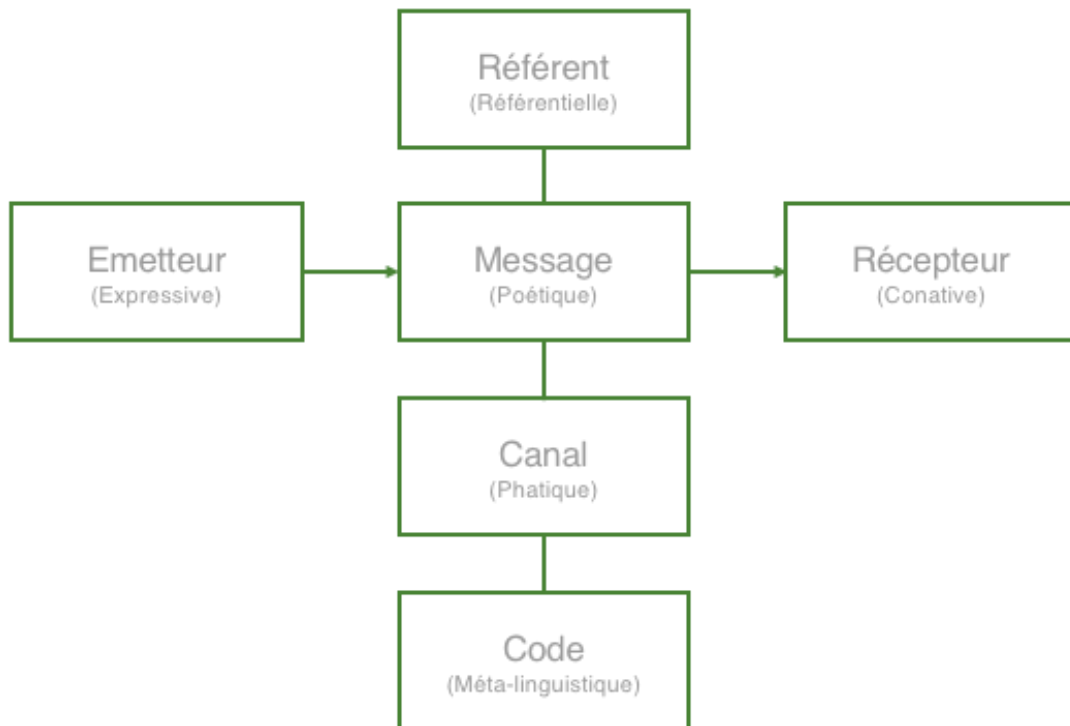 Référent
(Référentielle)
Emetteur
(Expressive)
Message
(Poétique)
Récepteur
(Conative)
Canal
(Phatique)
Code
(Méta-linguistique)